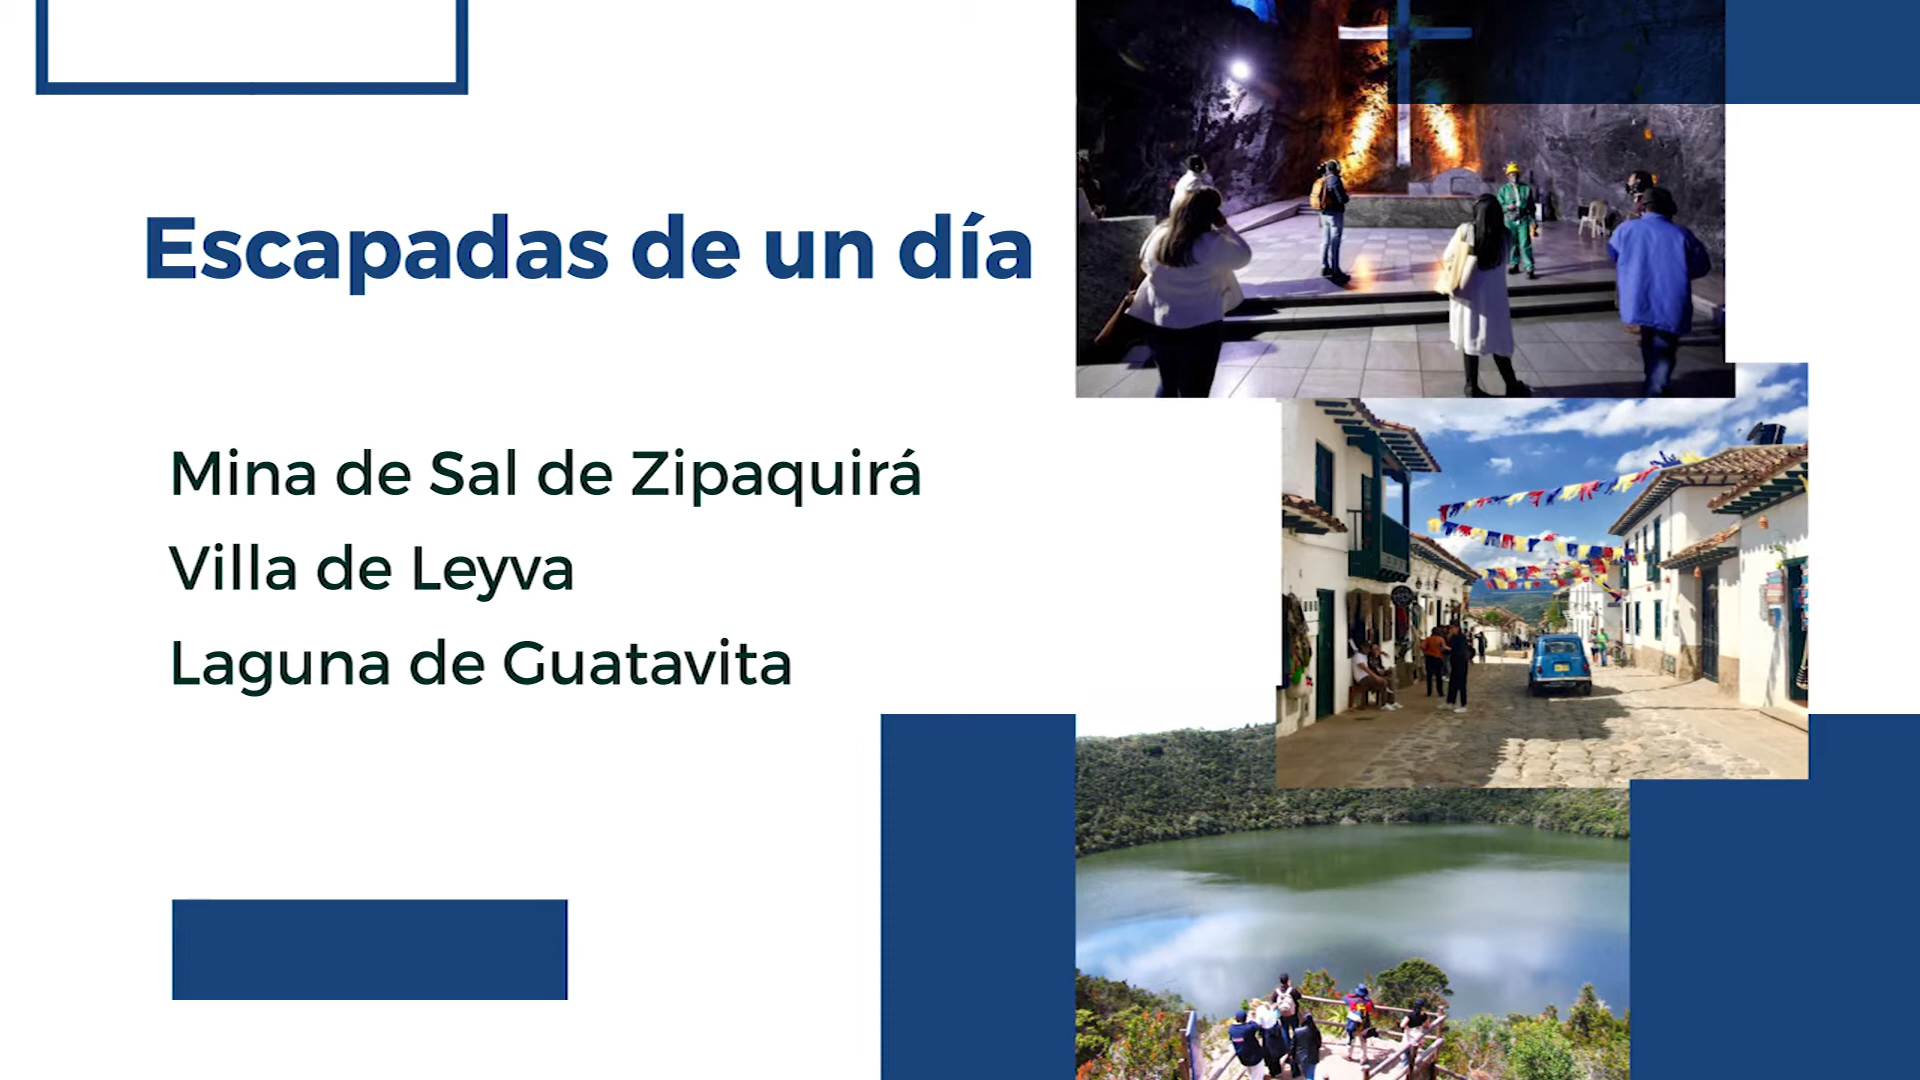 Escapadas de un día
Mina de Sal de Zipaquirá
Villa de Leyva
Laguna de Guatavita